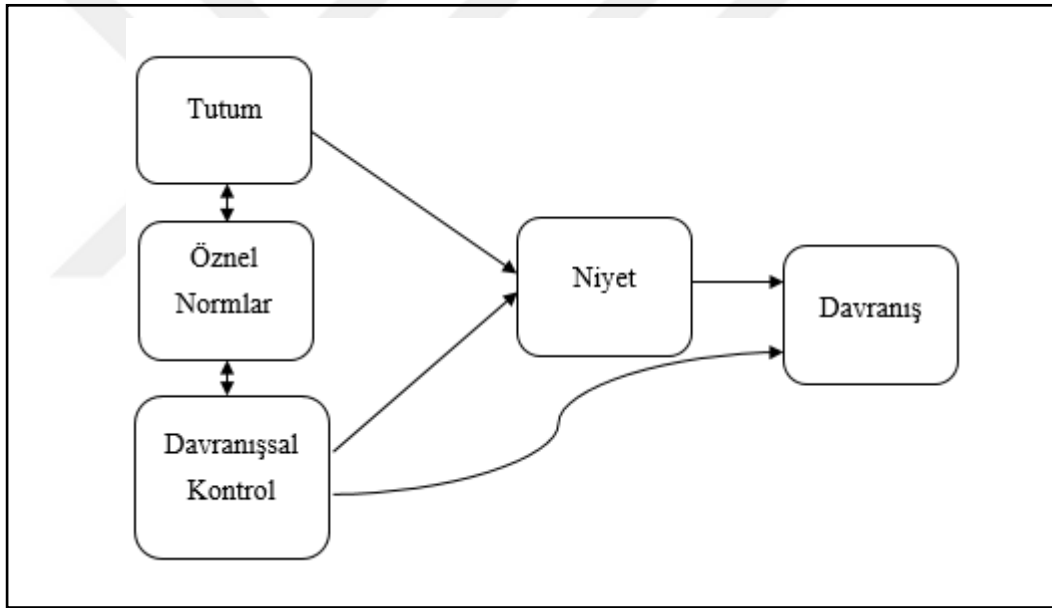 Tutum
Öznel
Normlar
Davranışsal
Kontrol
Niyet
Davranış